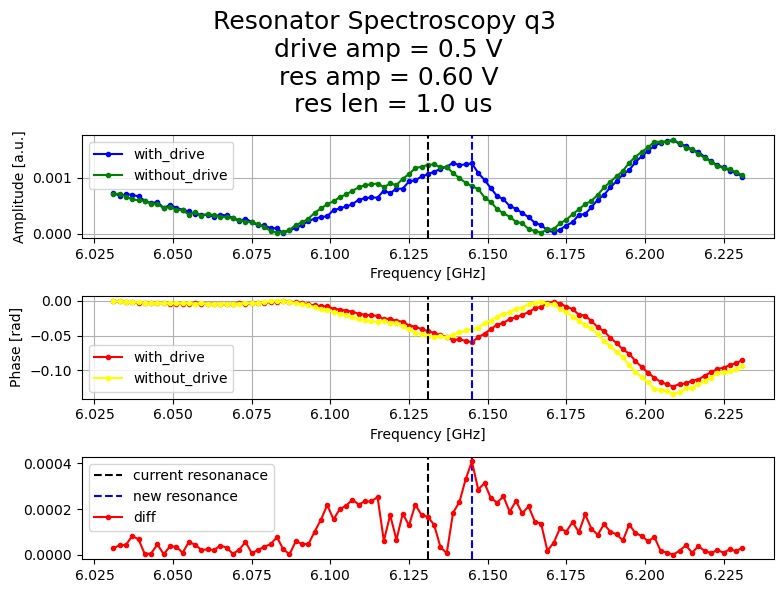 Resonator Spectroscopy q3
drive amp = 0.5 V
res amp = 0.60 V
res len = 1.0 us
Amplitude [a.u.]
0.001
0.000
with_drive
without_drive
6.025 6.050 6.075 6.100 6.125 6.150 6.175 6.200 6.225
Frequency [GHz]
Phase [rad]
0.00
−0.05
−0.10
with_drive
without_drive
6.025 6.050 6.075 6.100 6.125 6.150 6.175 6.200 6.225
Frequency [GHz]
0.0004
0.0002
0.0000
current resonanace
new resonance
diff
6.025 6.050 6.075 6.100 6.125 6.150 6.175 6.200 6.225